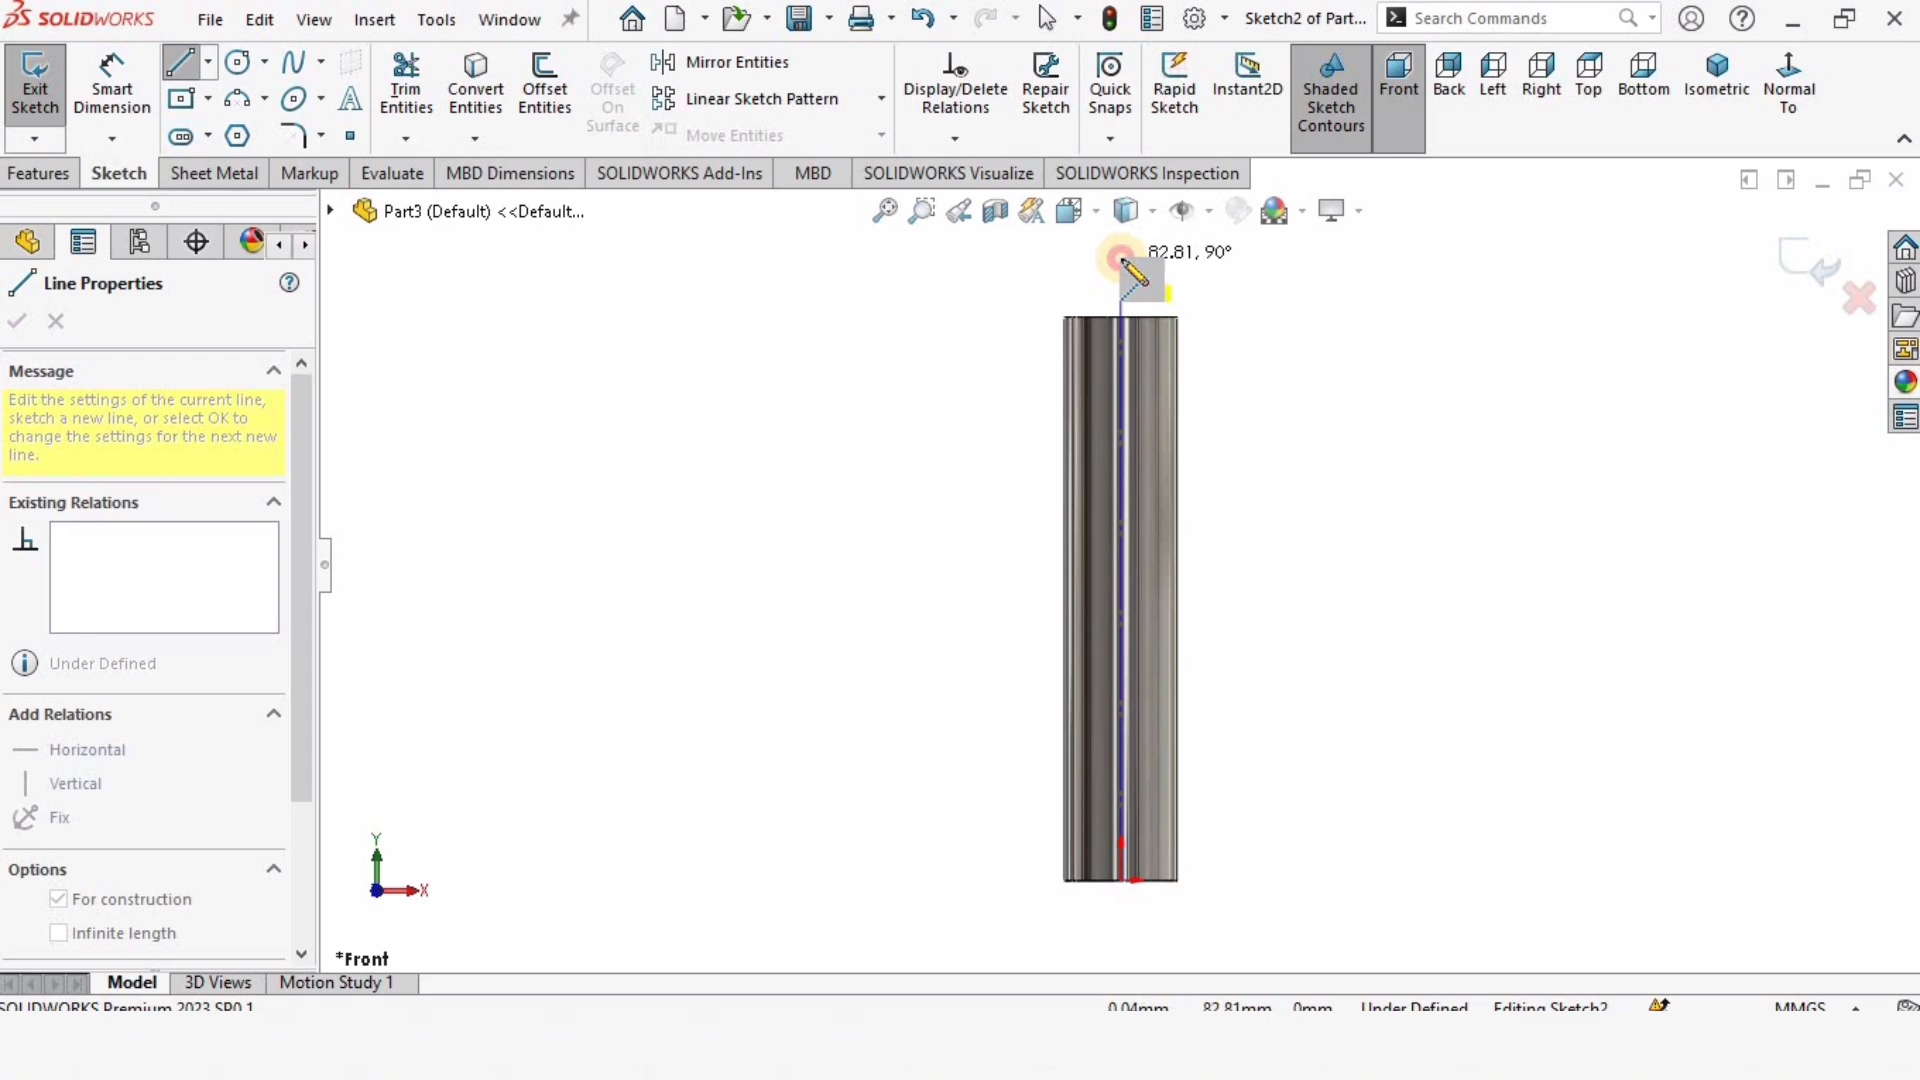 SOLIDWORKS File Edit View Insert Tools Window Sketch2 of Part... Search Commands
Exit Sketch
Smart Dimension
Trim Entities
Convert Entities
Offset Entities
Offset On Surface
Mirror Entities
Linear Sketch Pattern
Move Entities
Display/Delete Relations
Repair Sketch
Quick Snaps
Rapid Sketch
Instant2D
Shaded Sketch Contours
Front Back Left Right Top Bottom Isometric Normal To
Features Sketch Sheet Metal Markup Evaluate MBD Dimensions SOLIDWORKS Add-Ins MBD SOLIDWORKS Visualize SOLIDWORKS Inspection
Part3 (Default) <<Default...
82.81, 90°
Line Properties
Message
Edit the settings of the current line,
sketch a new line, or select OK to
change the settings for the next new
line.
Existing Relations
Under Defined
Add Relations
Horizontal
Vertical
Fix
Options
For construction
Infinite length
Y
X
*Front
Model 3D Views Motion Study 1
SOLIDWORKS Premium 2023 SP0.1 0.04mm 82.81mm 0mm Under Defined Editing Sketch2 MMGS